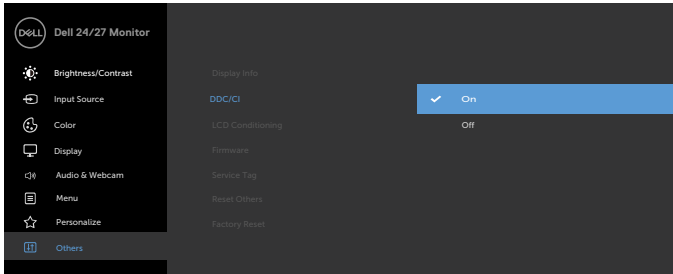 DELL Dell 24/27 Monitor
Brightness/Contrast
Input Source
Color
Display
Audio & Webcam
Menu
Personalize
Others
Display Info
DDC/CI
LCD Conditioning
Firmware
Service Tag
Reset Others
Factory Reset
On
Off